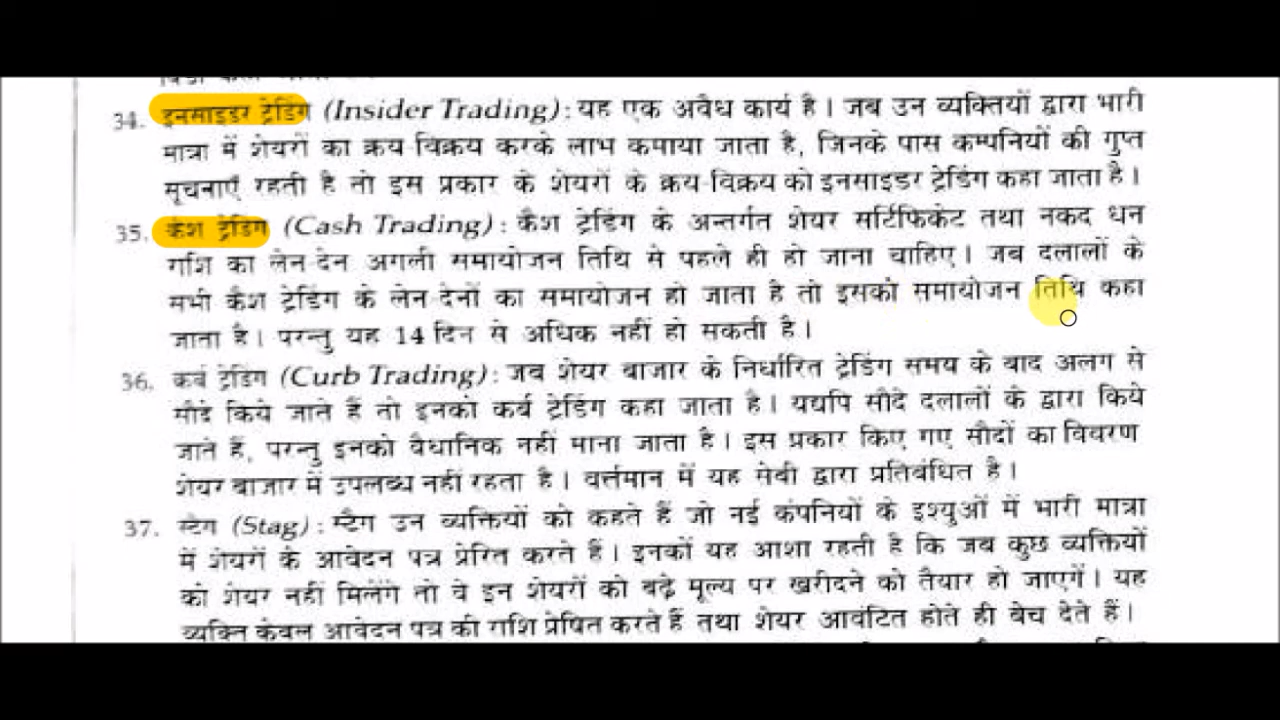 34. इनसाइडर ट्रेडिंग (Insider Trading) : यह एक अवैध कार्य है। जब उन व्यक्तियों द्वारा भारी
मात्रा में शेयरों का क्रय-विक्रय करके लाभ कमाया जाता है, जिनके पास कम्पनियों की गुप्त
सूचनाएँ रहती है तो इस प्रकार के शेयरों के क्रय-विक्रय को इनसाइडर ट्रेडिंग कहा जाता है।
35. कैश ट्रेडिंग (Cash Trading) : कैश ट्रेडिंग के अन्तर्गत शेयर सर्टिफिकेट तथा नकद धन
राशि का लेन-देन अगली समायोजन तिथि से पहले ही हो जाना चाहिए। जब दलालों के
सभी कैश ट्रेडिंग के लेन-देनों का समायोजन हो जाता है तो इसको समायोजन तिथि कहा
जाता है। परन्तु यह 14 दिन से अधिक नहीं हो सकती है।
36. कर्ब ट्रेडिंग (Curb Trading) : जब शेयर बाजार के निर्धारित ट्रेडिंग समय के बाद अलग से
सौदे किये जाते हैं तो इनको कर्ब ट्रेडिंग कहा जाता है। यद्यपि सौदे दलालों के द्वारा किये
जाते हैं, परन्तु इनको वैधानिक नहीं माना जाता है। इस प्रकार किए गए सौदों का विवरण
शेयर बाजार में उपलब्ध नहीं रहता है। वर्त्तमान में यह सेबी द्वारा प्रतिबंधित है।
37. स्टैग (Stag) : स्टैग उन व्यक्तियों को कहते हैं जो नई कंपनियों के इश्युओं में भारी मात्रा
में शेयरों के आवेदन पत्र प्रेरित करते हैं। इनकों यह आशा रहती है कि जब कुछ व्यक्तियों
को शेयर नहीं मिलेंगे तो वे इन शेयरों को बढ़े मूल्य पर खरीदने को तैयार हो जाएगें। यह
व्यक्ति केवल आवेदन पत्र की राशि प्रेषित करते हैं तथा शेयर आवंटित होते ही बेच देते हैं।